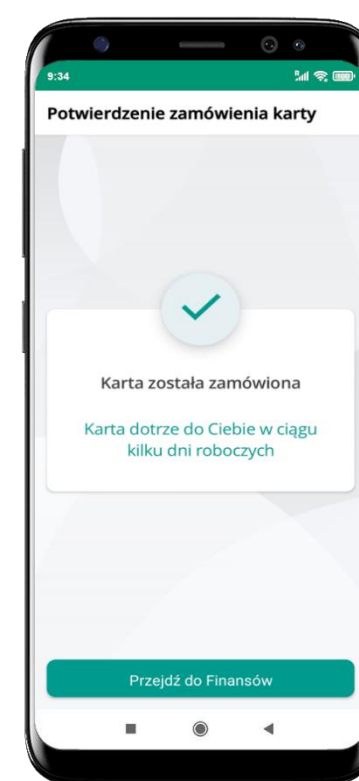 9:34
Potwierdzenie zamówienia karty
Karta została zamówiona
Karta dotrze do Ciebie w ciągu
kilku dni roboczych
Przejdź do Finansów